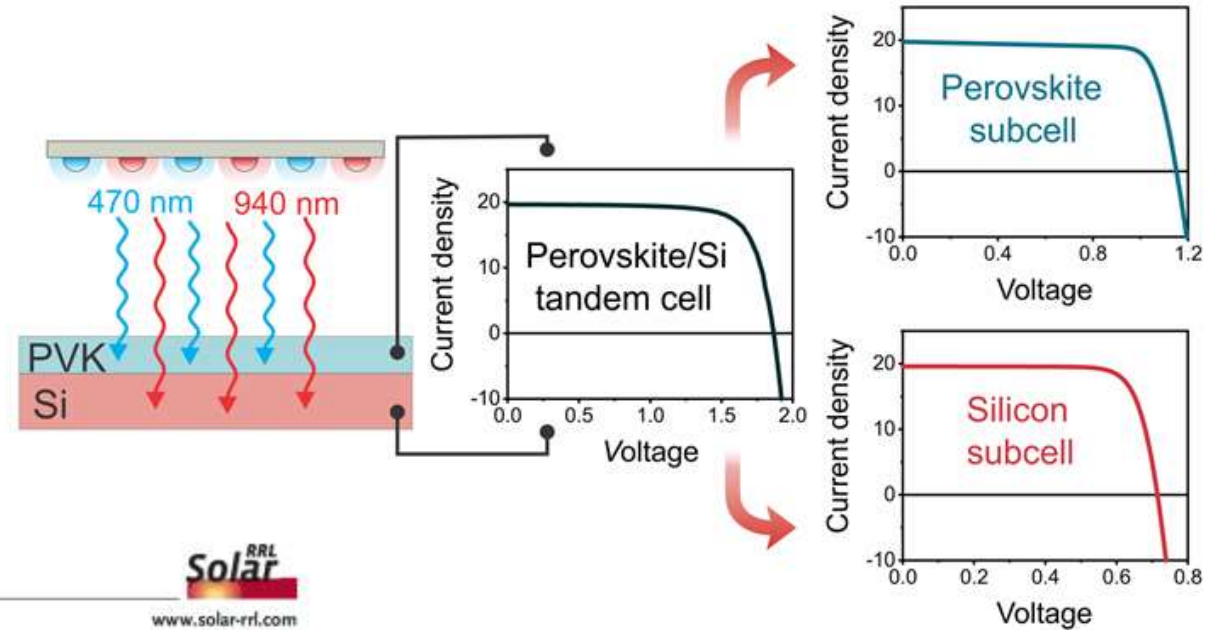 470 nm
940 nm
PVK
Si
Current density
20
10
0
-10
0.0
0.5
1.0
1.5
2.0
Voltage
Perovskite/Si
tandem cell
Current density
20
10
0
-10
0.0
0.4
0.8
1.2
Voltage
Perovskite
subcell
Current density
20
10
0
-10
0.0
0.2
0.4
0.6
0.8
Voltage
Silicon
subcell
Solar RRL
www.solar-rrl.com